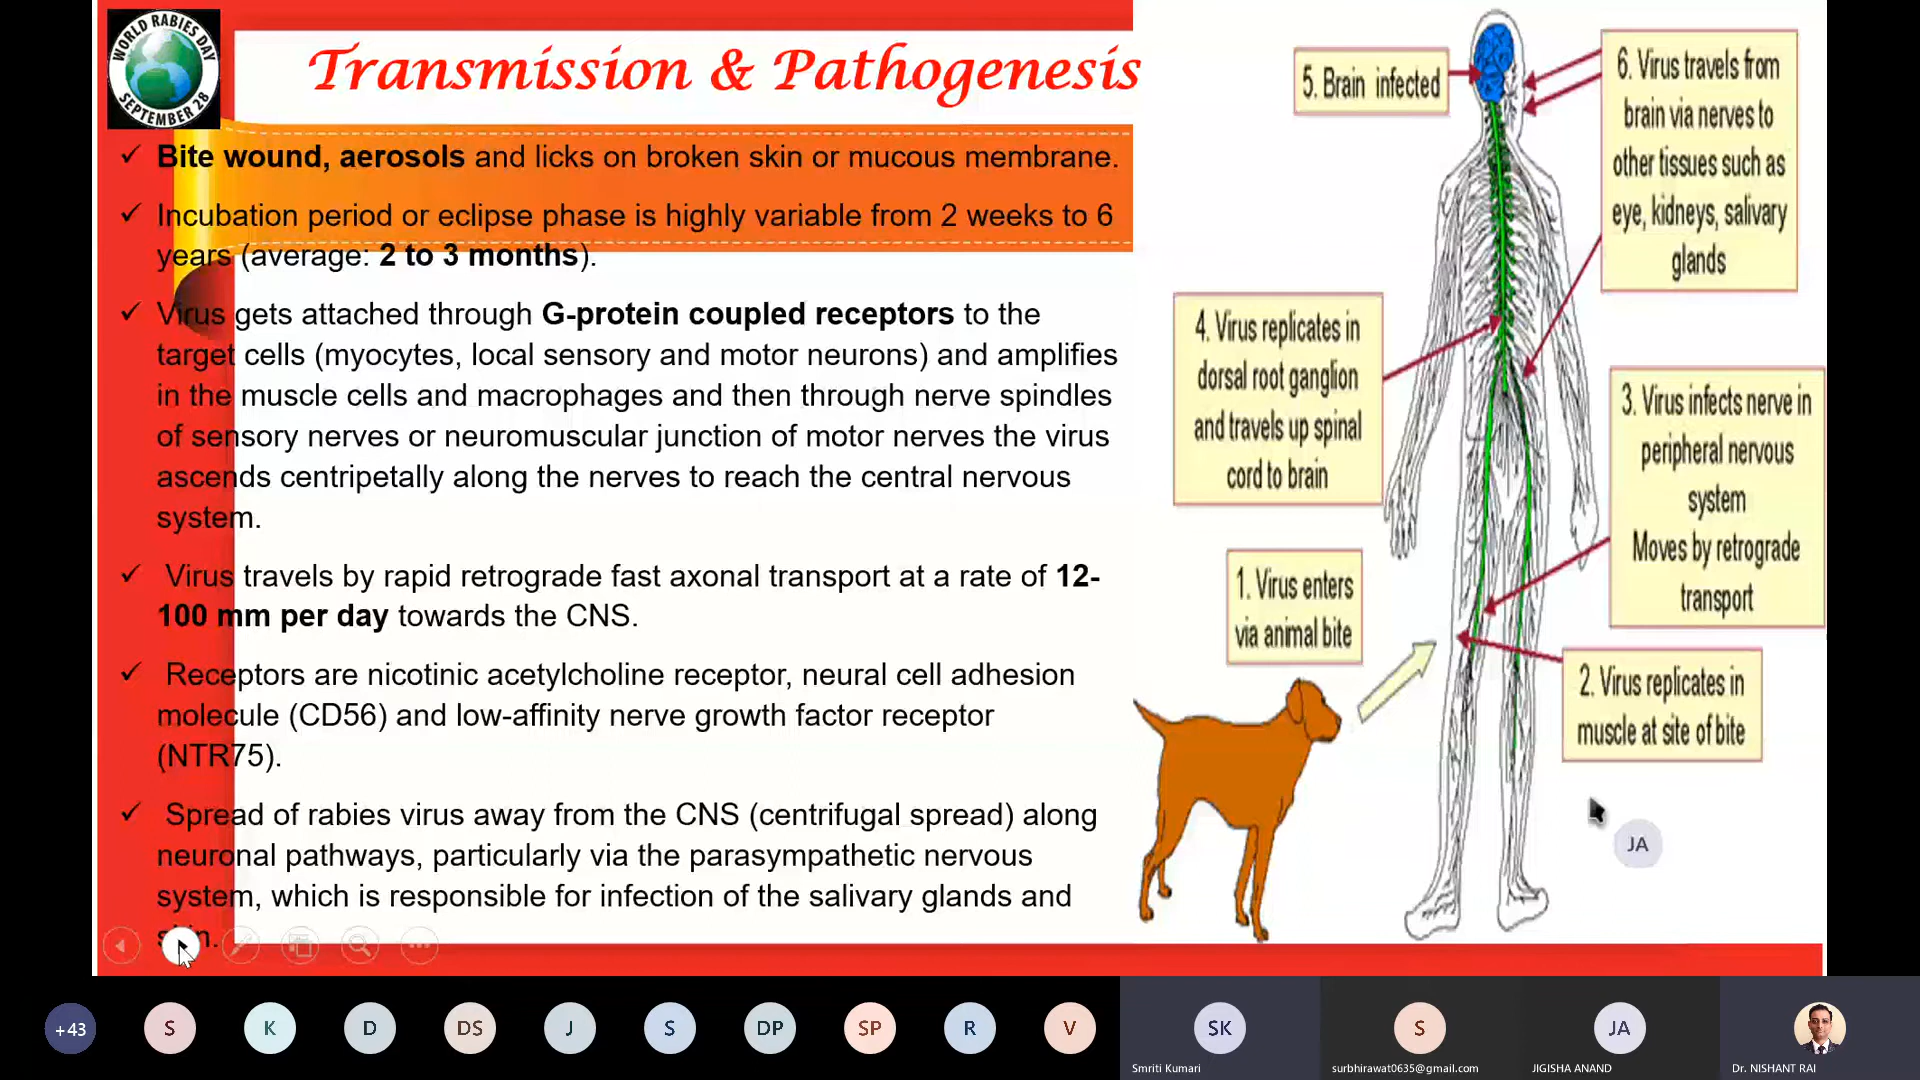 WORLD RABIES DAY
SEPTEMBER 28
Transmission & Pathogenesis
Bite wound, aerosols and licks on broken skin or mucous membrane.
Incubation period or eclipse phase is highly variable from 2 weeks to 6
years (average: 2 to 3 months).
Virus gets attached through G-protein coupled receptors to the
target cells (myocytes, local sensory and motor neurons) and amplifies
in the muscle cells and macrophages and then through nerve spindles
of sensory nerves or neuromuscular junction of motor nerves the virus
ascends centripetally along the nerves to reach the central nervous
system.
Virus travels by rapid retrograde fast axonal transport at a rate of 12-
100 mm per day towards the CNS.
Receptors are nicotinic acetylcholine receptor, neural cell adhesion
molecule (CD56) and low-affinity nerve growth factor receptor
(NTR75).
Spread of rabies virus away from the CNS (centrifugal spread) along
neuronal pathways, particularly via the parasympathetic nervous
system, which is responsible for infection of the salivary glands and
skin.
5. Brain infected
6. Virus travels from
brain via nerves to
other tissues such as
eye, kidneys, salivary
glands
4. Virus replicates in
dorsal root ganglion
and travels up spinal
cord to brain
3. Virus infects nerve in
peripheral nervous
system
Moves by retrograde
transport
1. Virus enters
via animal bite
2. Virus replicates in
muscle at site of bite
JA
+43
S
K
D
DS
J
S
DP
SP
R
V
SK
Smriti Kumari
S
surbhirawat0635@gmail.com
JA
JIGISHA ANAND
Dr. NISHANT RAI